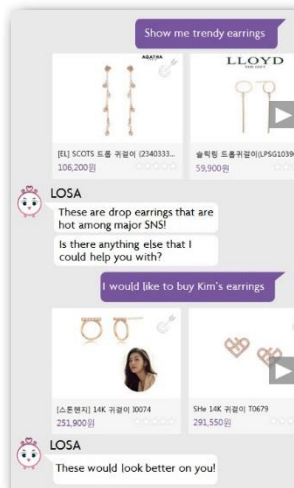 Show me trendy earrings
AGATHA
LLOYD
[EL] SCOTS 드롭 귀걸이 (2340333...
106,200원
슬릭링 드롭귀걸이(LPSG1039
59,900원
LOSA
These are drop earrings that are
hot among major SNS!
Is there anything else that I
could help you with?
I would like to buy Kim's earrings
[스톤헨지] 14K 귀걸이 I0074
251,900원
SHe 14K 귀걸이 T0679
291,550원
LOSA
These would look better on you!